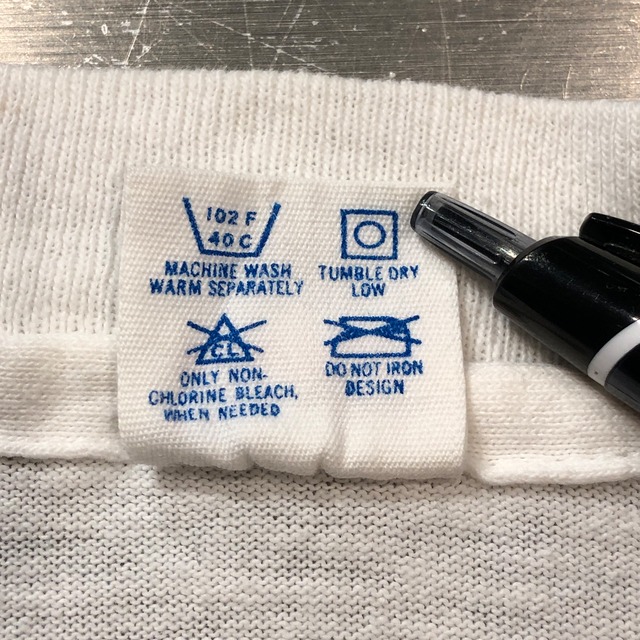 102 F
40 C
MACHINE WASH
WARM SEPARATELY
TUMBLE DRY
LOW
CL
ONLY NON-
CHLORINE BLEACH,
WHEN NEEDED
DO NOT IRON
DESIGN